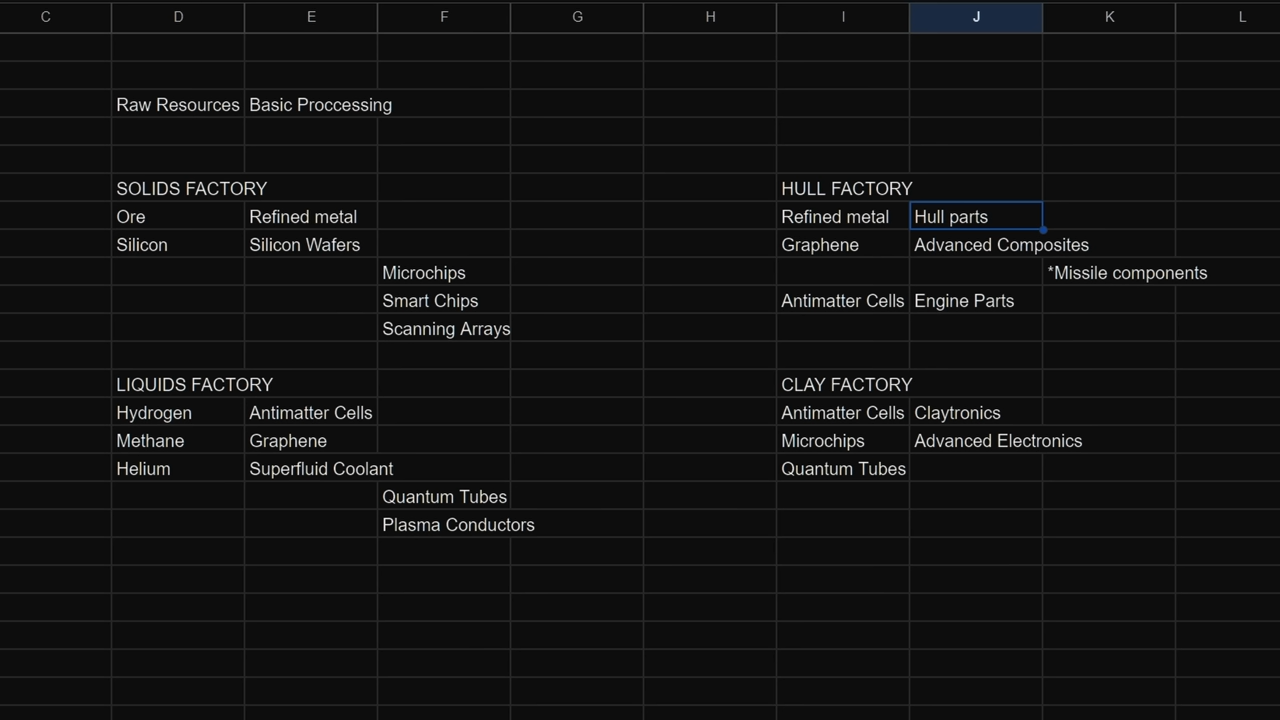 C D E F G H I J K L
Raw Resources Basic Proccessing
SOLIDS FACTORY HULL FACTORY
Ore Refined metal Refined metal Hull parts
Silicon Silicon Wafers Graphene Advanced Composites
Microchips *Missile components
Smart Chips Antimatter Cells Engine Parts
Scanning Arrays
LIQUIDS FACTORY CLAY FACTORY
Hydrogen Antimatter Cells Antimatter Cells Claytronics
Methane Graphene Microchips Advanced Electronics
Helium Superfluid Coolant Quantum Tubes
Quantum Tubes
Plasma Conductors